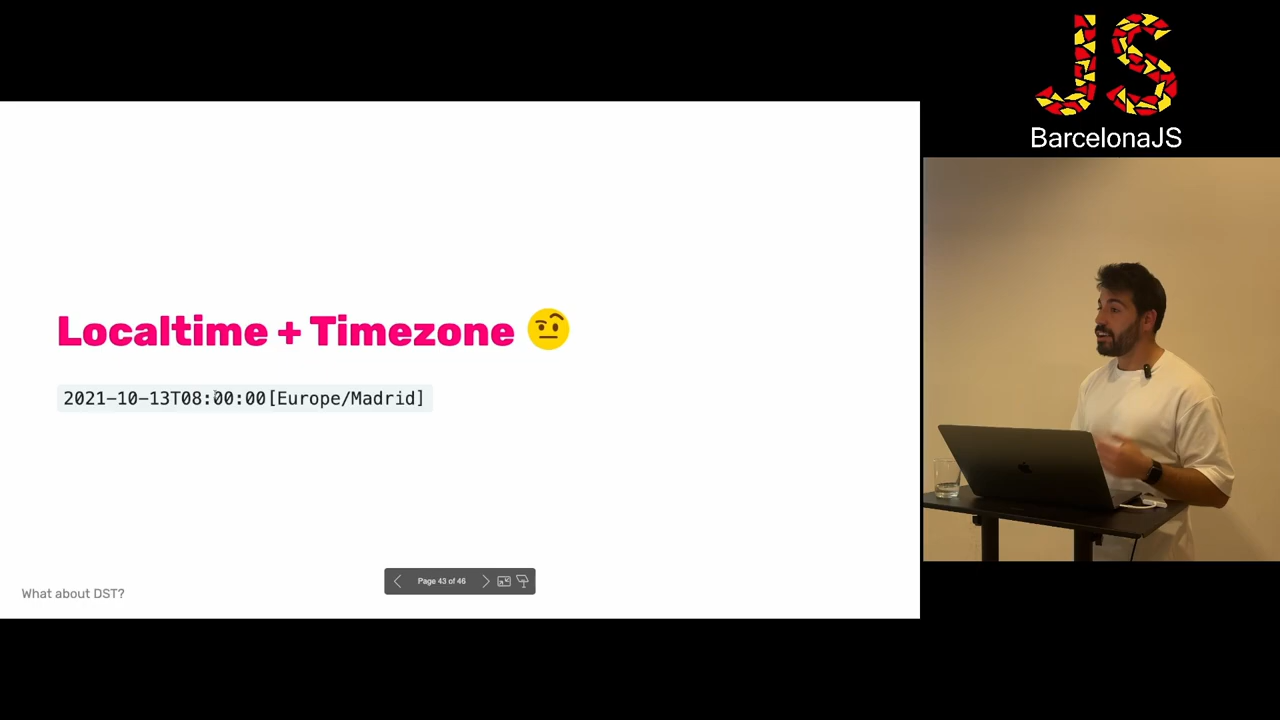 JS
BarcelonaJS
Localtime + Timezone 🤨
2021-10-13T08:00:00[Europe/Madrid]
Page 43 of 46
What about DST?